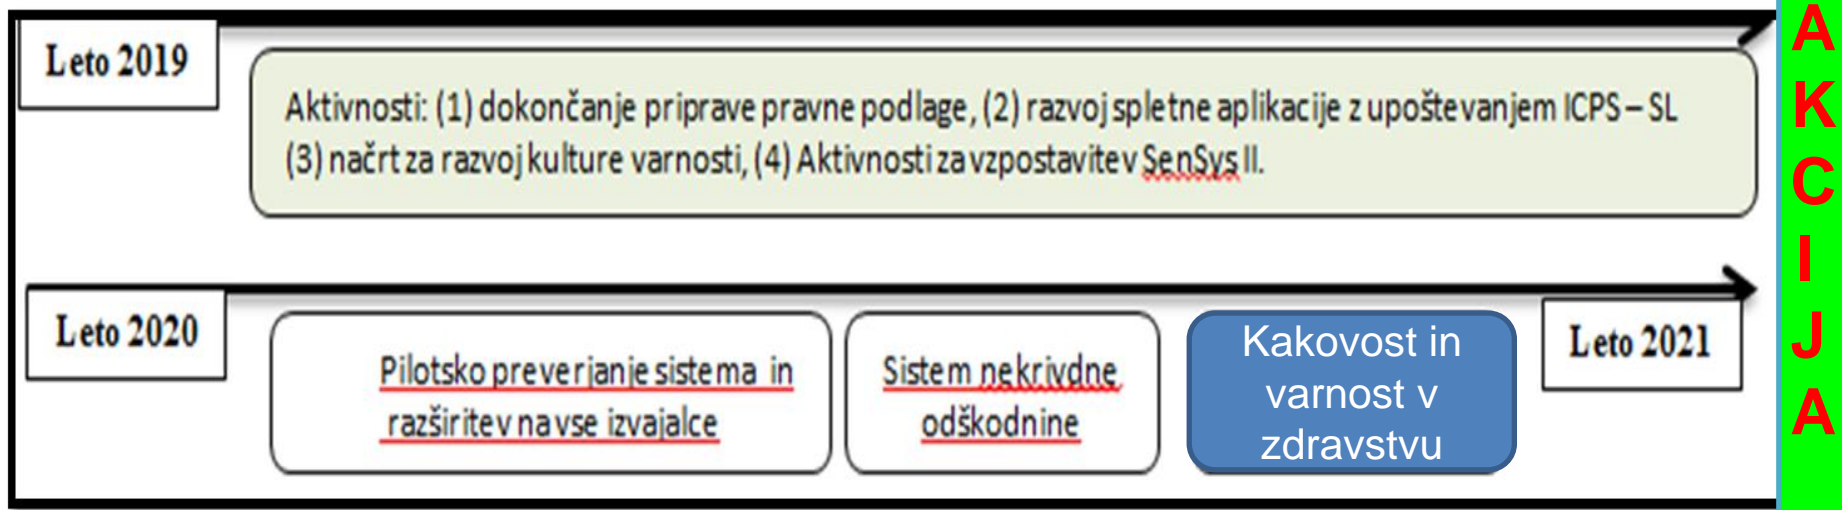 Leto 2019
Aktivnosti: (1) dokončanje priprave pravne podlage, (2) razvoj spletne aplikacije z upoštevanjem ICPS – SL
(3) načrt za razvoj kulture varnosti, (4) Aktivnosti za vzpostavitev SenSys II.
Leto 2020
Pilotsko preverjanje sistema in
razširitev na vse izvajalce
Sistem nekrivdne
odškodnine
Kakovost in
varnost v
zdravstvu
Leto 2021
A
K
C
I
J
A